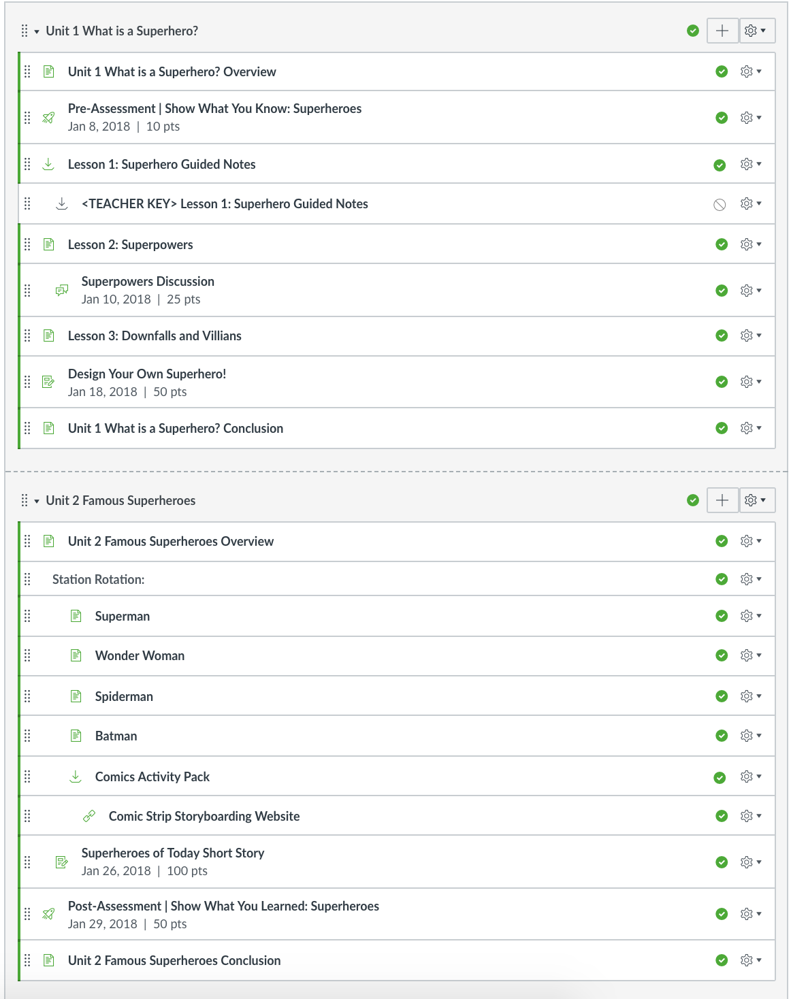 Unit 1 What is a Superhero?
Unit 1 What is a Superhero? Overview
Pre-Assessment | Show What You Know: Superheroes
Jan 8, 2018 | 10 pts
Lesson 1: Superhero Guided Notes
<TEACHER KEY> Lesson 1: Superhero Guided Notes
Lesson 2: Superpowers
Superpowers Discussion
Jan 10, 2018 | 25 pts
Lesson 3: Downfalls and Villians
Design Your Own Superhero!
Jan 18, 2018 | 50 pts
Unit 1 What is a Superhero? Conclusion
Unit 2 Famous Superheroes
Unit 2 Famous Superheroes Overview
Station Rotation:
Superman
Wonder Woman
Spiderman
Batman
Comics Activity Pack
Comic Strip Storyboarding Website
Superheroes of Today Short Story
Jan 26, 2018 | 100 pts
Post-Assessment | Show What You Learned: Superheroes
Jan 29, 2018 | 50 pts
Unit 2 Famous Superheroes Conclusion